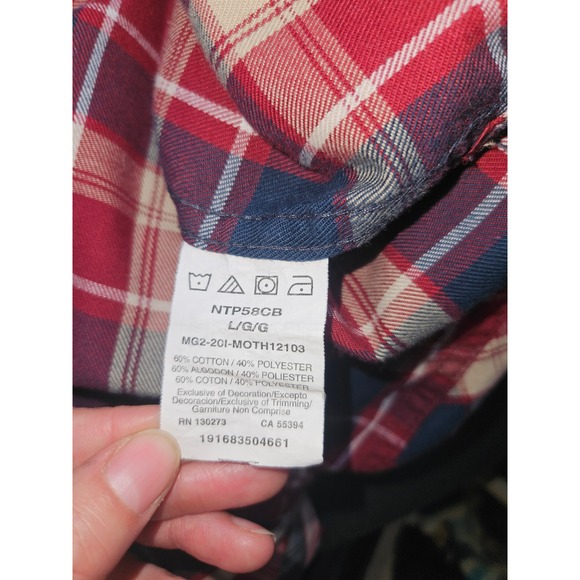 NTP58CB
L/G/G
MG2-20I-MOTH12103
60% COTTON / 40% POLYESTER
60% ALGODON / 40% POLIESTER
60% COTON / 40% POLYESTER
Exclusive of Decoration/Excepto
Decoracion/Exclusive of Trimming/
Garniture Non Comprise
RN 130273 CA 55394
191683504661